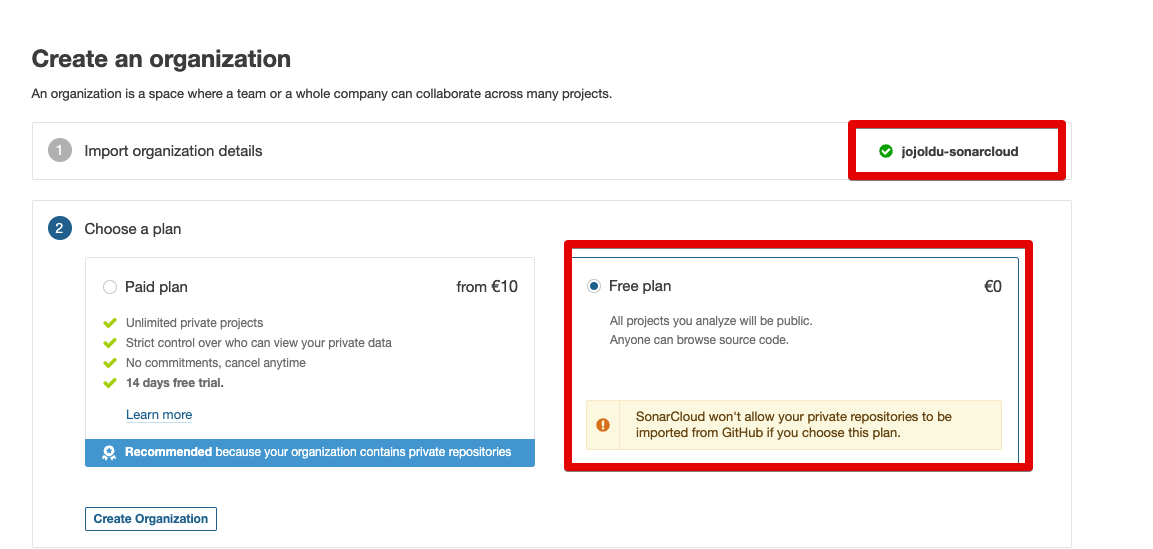 Create an organization
An organization is a space where a team or a whole company can collaborate across many projects.
1 Import organization details jojoldu-sonarcloud
2 Choose a plan
Paid plan from €10
Unlimited private projects
Strict control over who can view your private data
No commitments, cancel anytime
14 days free trial.
Learn more
Recommended because your organization contains private repositories
Free plan €0
All projects you analyze will be public.
Anyone can browse source code.
SonarCloud won't allow your private repositories to be
imported from GitHub if you choose this plan.
Create Organization